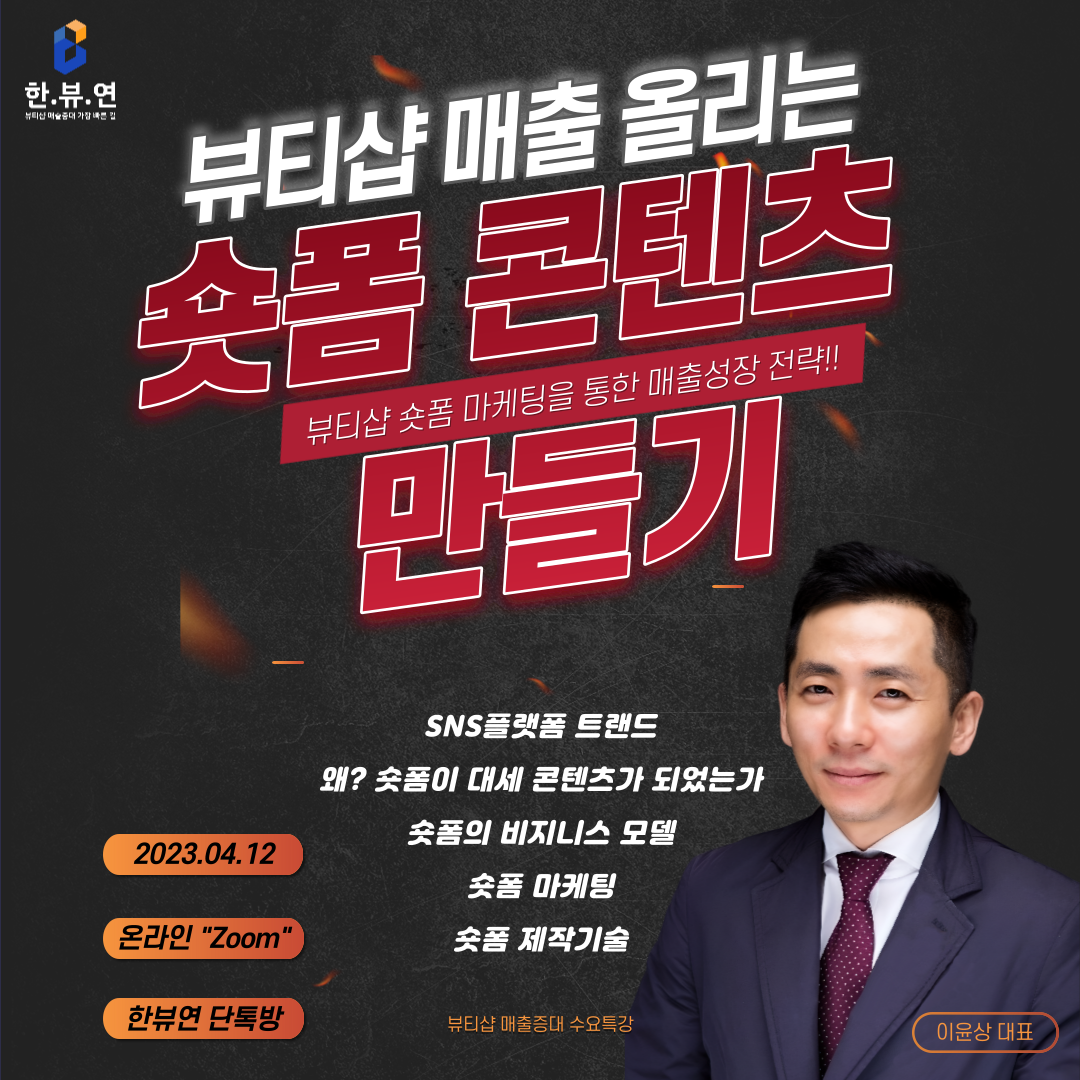 한.뷰.연
뷰티샵 매출증대 가장 빠른 길
뷰티샵 매출 올리는
숏폼 콘텐츠
뷰티샵 숏폼 마케팅을 통한 매출성장 전략!!
만들기
SNS플랫폼 트랜드
왜? 숏폼이 대세 콘텐츠가 되었는가
숏폼의 비지니스 모델
숏폼 마케팅
숏폼 제작기술
2023.04.12
온라인 "Zoom"
한뷰연 단톡방
뷰티샵 매출증대 수요특강
이윤상 대표